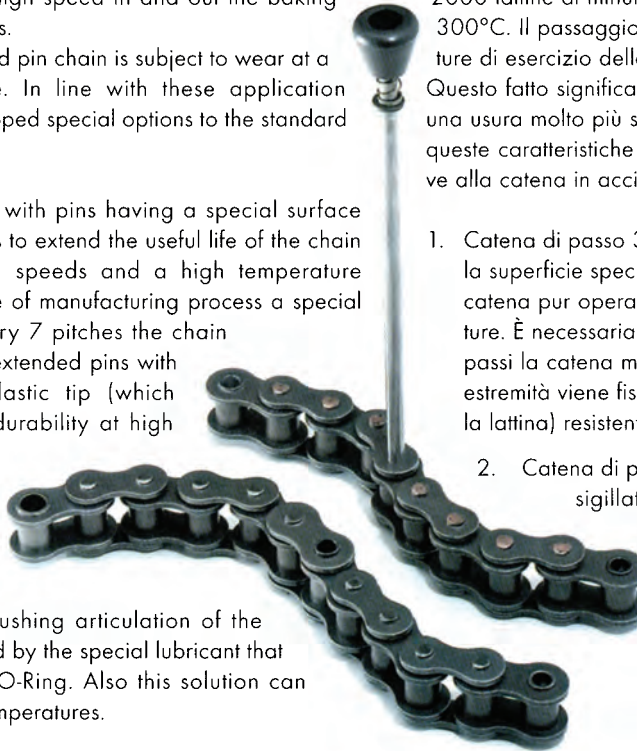 high speed in and out the baking
s.
d pin chain is subject to wear at a
e. In line with these application
ped special options to the standard
with pins having a special surface
s to extend the useful life of the chain
speeds and a high temperature
e of manufacturing process a special
ry 7 pitches the chain
extended pins with
lastic tip (which
durability at high
ushing articulation of the
d by the special lubricant that
O-Ring. Also this solution can
mperatures.
2000 lattine al minut
300°C. Il passaggio
ture di esercizio delle
Questo fatto significa
una usura molto più s
queste caratteristiche
ve alla catena in acci
1. Catena di passo 3
la superficie spec
catena pur opera
ture. È necessaria
passi la catena m
estremità viene fis
la lattina) resisten
2. Catena di p
sigillat